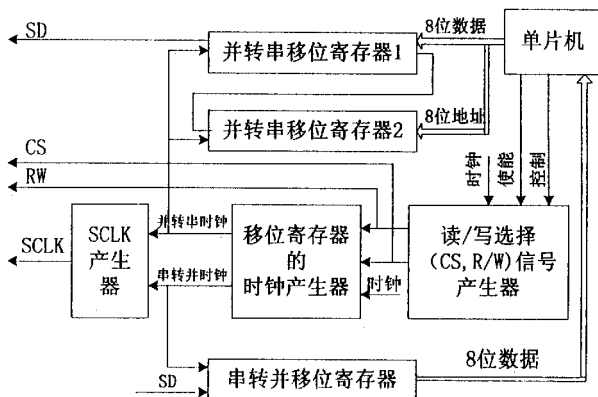 SD
8位数据
并转串移位寄存器1
单片机
并转串移位寄存器2
8位地址
CS
RW
时钟
使能
控制
SCLK
SCLK
产生
器
并转串时钟
串转并时钟
移位寄存器
的
时钟产生器
时钟
读/写选择
(CS,R/W)信号
产生器
SD
串转并移位寄存器
8位数据